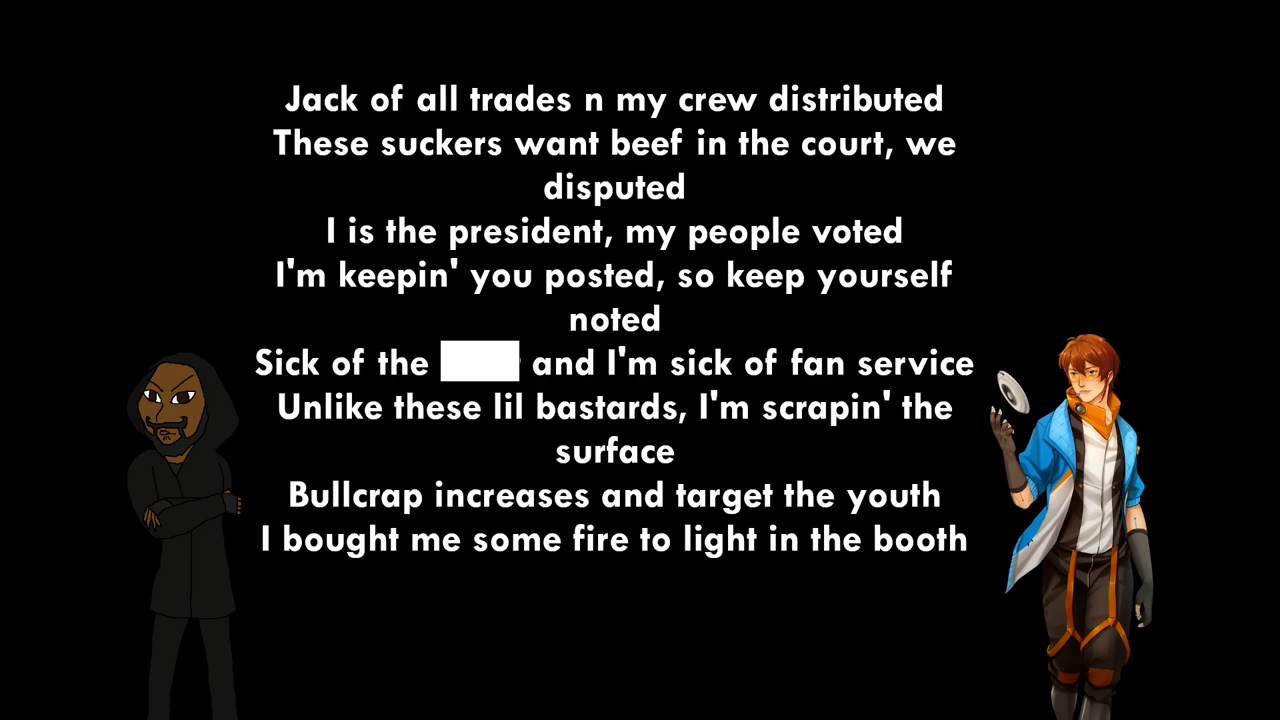 Jack of all trades n my crew distributed
These suckers want beef in the court, we
disputed
I is the president, my people voted
I'm keepin' you posted, so keep yourself
noted
Sick of the and I'm sick of fan service
Unlike these lil bastards, I'm scrapin' the
surface
Bullcrap increases and target the youth
I bought me some fire to light in the booth